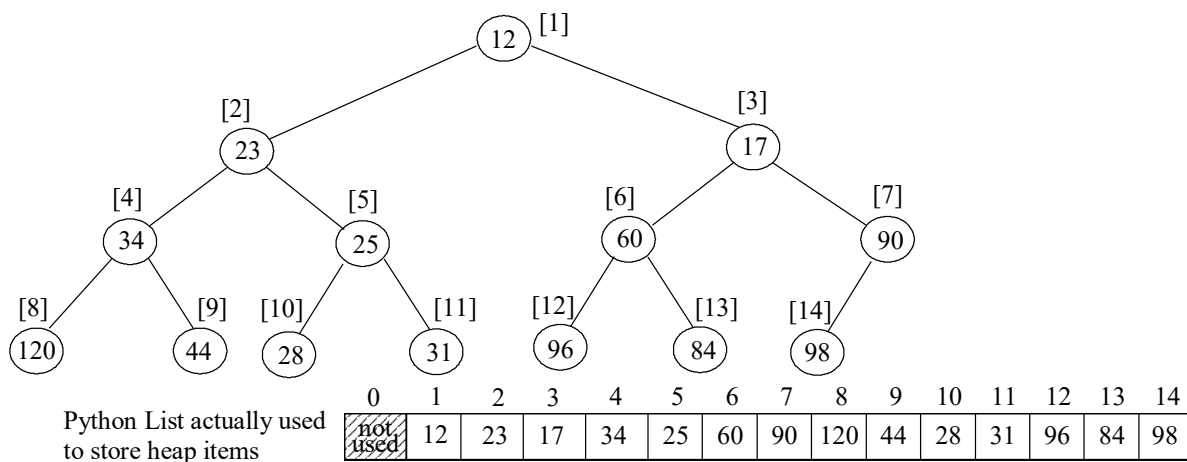 12 [1]
[2] [3]
23 17
[4] [5] [6] [7]
34 25 60 90
[8] [9] [10] [11] [12] [13] [14]
120 44 28 31 96 84 98
0 1 2 3 4 5 6 7 8 9 10 11 12 13 14
Python List actually used
to store heap items
not
used
12 23 17 34 25 60 90 120 44 28 31 96 84 98